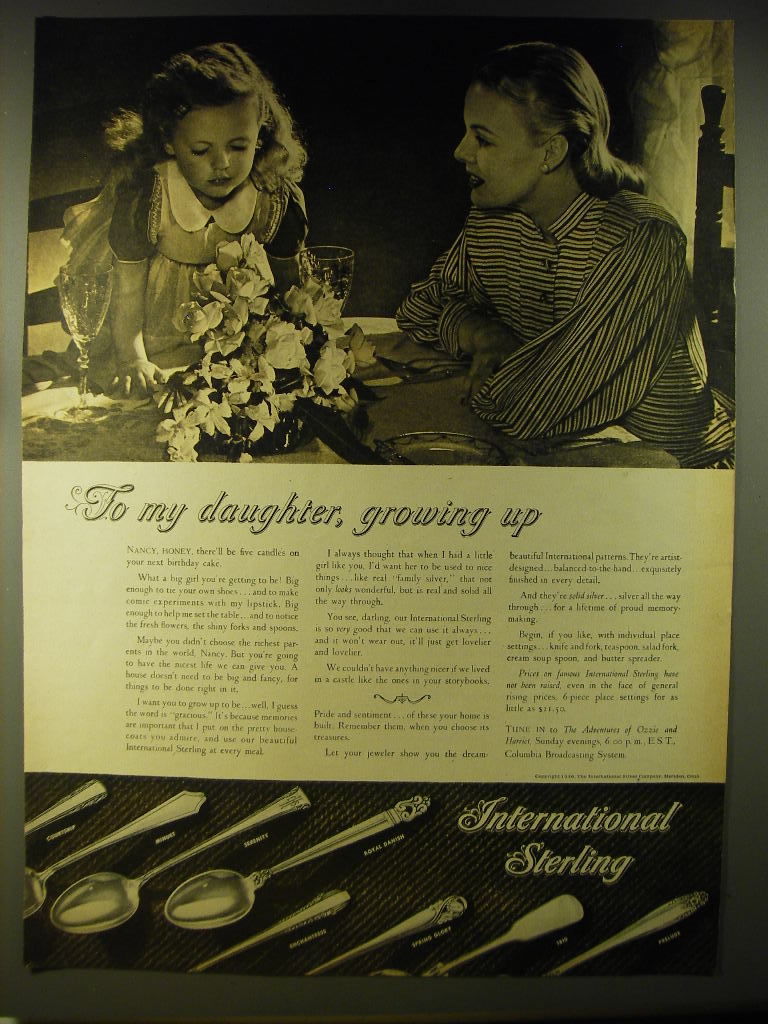 To my daughter, growing up
NANCY, HONEY, there'll be five candles on
your next birthday cake.
What a big girl you're getting to be! Big
enough to tie your own shoes...and to make
comic experiments with my lipstick. Big
enough to help me set the table...and to notice
the fresh flowers, the shiny forks and spoons.
Maybe you didn't choose the richest par-
ents in the world, Nancy. But you're going
to have the nicest life we can give you. A
house doesn't need to be big and fancy, for
things to be done right in it.
I want you to grow up to be...well, I guess
the word is "gracious." It's because memories
are important that I put on the pretty house-
coats you admire, and use our beautiful
International Sterling at every meal.
I always thought that when I had a little
girl like you, I'd want her to be used to nice
things...like real "family silver," that not
only looks wonderful, but is real and solid all
the way through.
You see, darling, our International Sterling
is so very good that we can use it always...
and it won't wear out, it'll just get lovelier
and lovelier.
We couldn't have anything nicer if we lived
in a castle like the ones in your storybooks.
Pride and sentiment...of these your home is
built. Remember them, when you choose its
treasures.
Let your jeweler show you the dream-
beautiful International patterns. They're artist-
designed...balanced-to-the-hand...exquisitely
finished in every detail.
And they're solid silver...silver all the way
through...for a lifetime of proud memory-
making.
Begin, if you like, with individual place
settings...knife and fork, teaspoon, salad fork,
cream soup spoon, and butter spreader.
Prices on famous International Sterling have
not been raised, even in the face of general
rising prices. 6-piece place settings for as
little as $21.50.
TUNE IN to The Adventures of Ozzie and
Harriet, Sunday evenings, 6:00 p.m., E.S.T.,
Columbia Broadcasting System.
Copyright 1946, The International Silver Company, Meriden, Conn.
International
Sterling
COURTSHIP
MINUET
SERENITY
ROYAL DANISH
ENCHANTRESS
SPRING GLORY
1810
PRELUDE